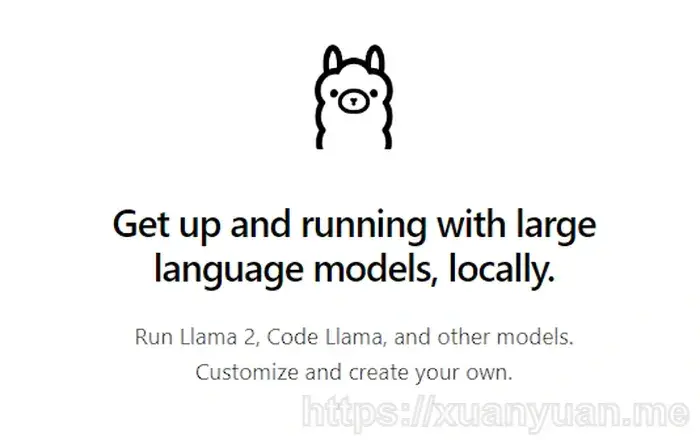 Get up and running with large
language models, locally.
Run Llama 2, Code Llama, and other models.
Customize and create your own.
https://xuanyuan.me